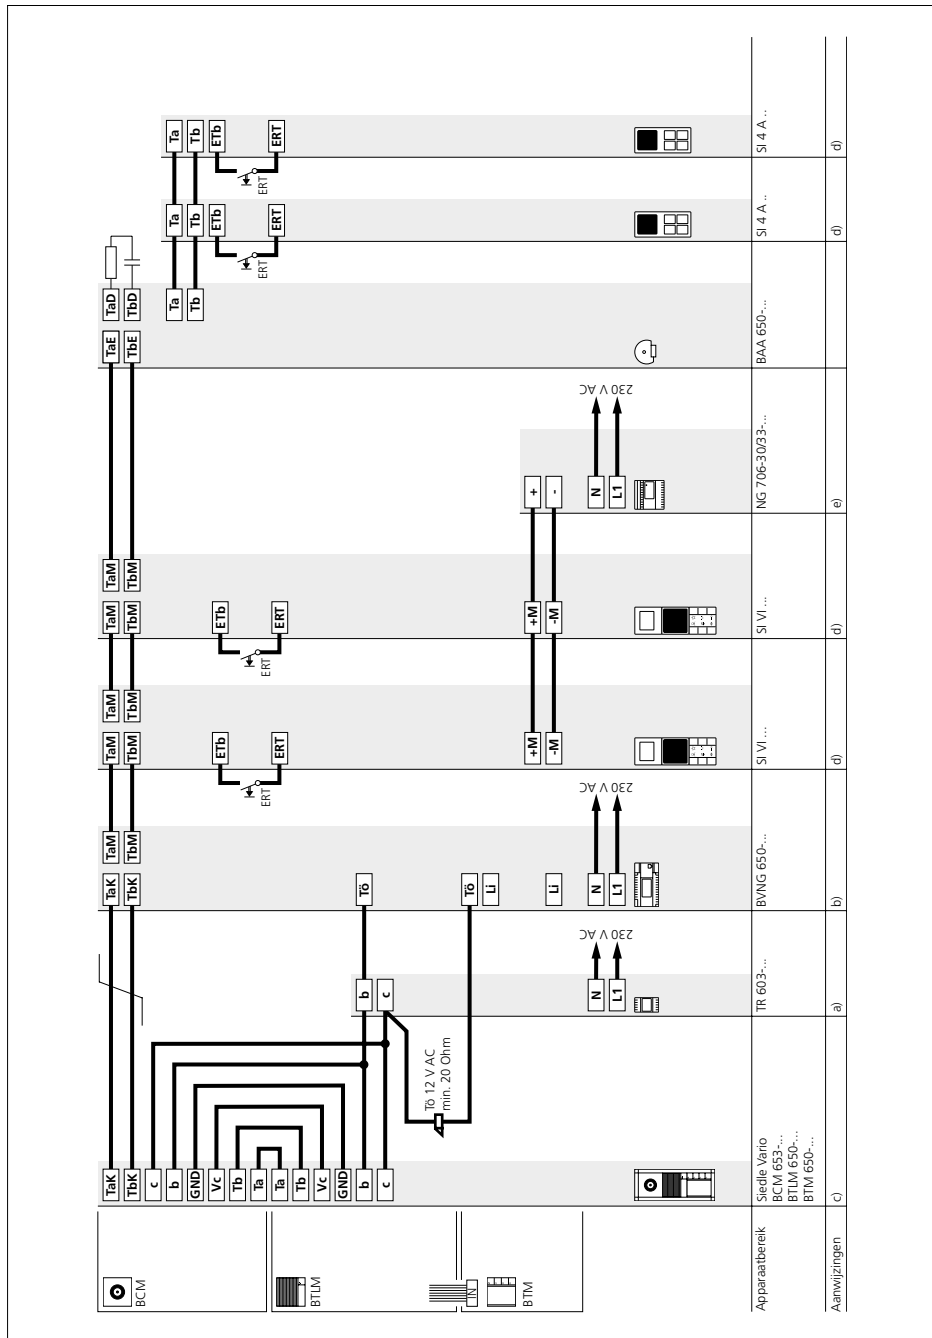 TaK TaK TaM TaM TaM TaM TaM TaE TaD
TbK TbK TbM TbM TbM TbM TbM TbE TbD
BCM
c
b Ta Ta Ta
GND Tb Tb Tb
Vc ETb ETb ETb ETb
Tb
Ta ERT ERT ERT ERT
Ta ERT ERT ERT ERT
Tb
BTLM
Vc
GND
b b Tö
c c
Tö 12 V AC
min. 20 Ohm
IN Tö
Li
BTM +M +M +
Li -M -M -
N N N
230 V AC 230 V AC 230 V AC
L1 L1 L1
Apparaatbereik
Siedle Vario
BCM 653-...
BTLM 650-...
BTM 650-...
TR 603-...
BVNG 650-...
SI VI ...
SI VI ...
NG 706-30/33-...
BAA 650-...
SI 4 A ..
SI 4 A ..
Aanwijzingen c) a) b) d) d) e) d) d)